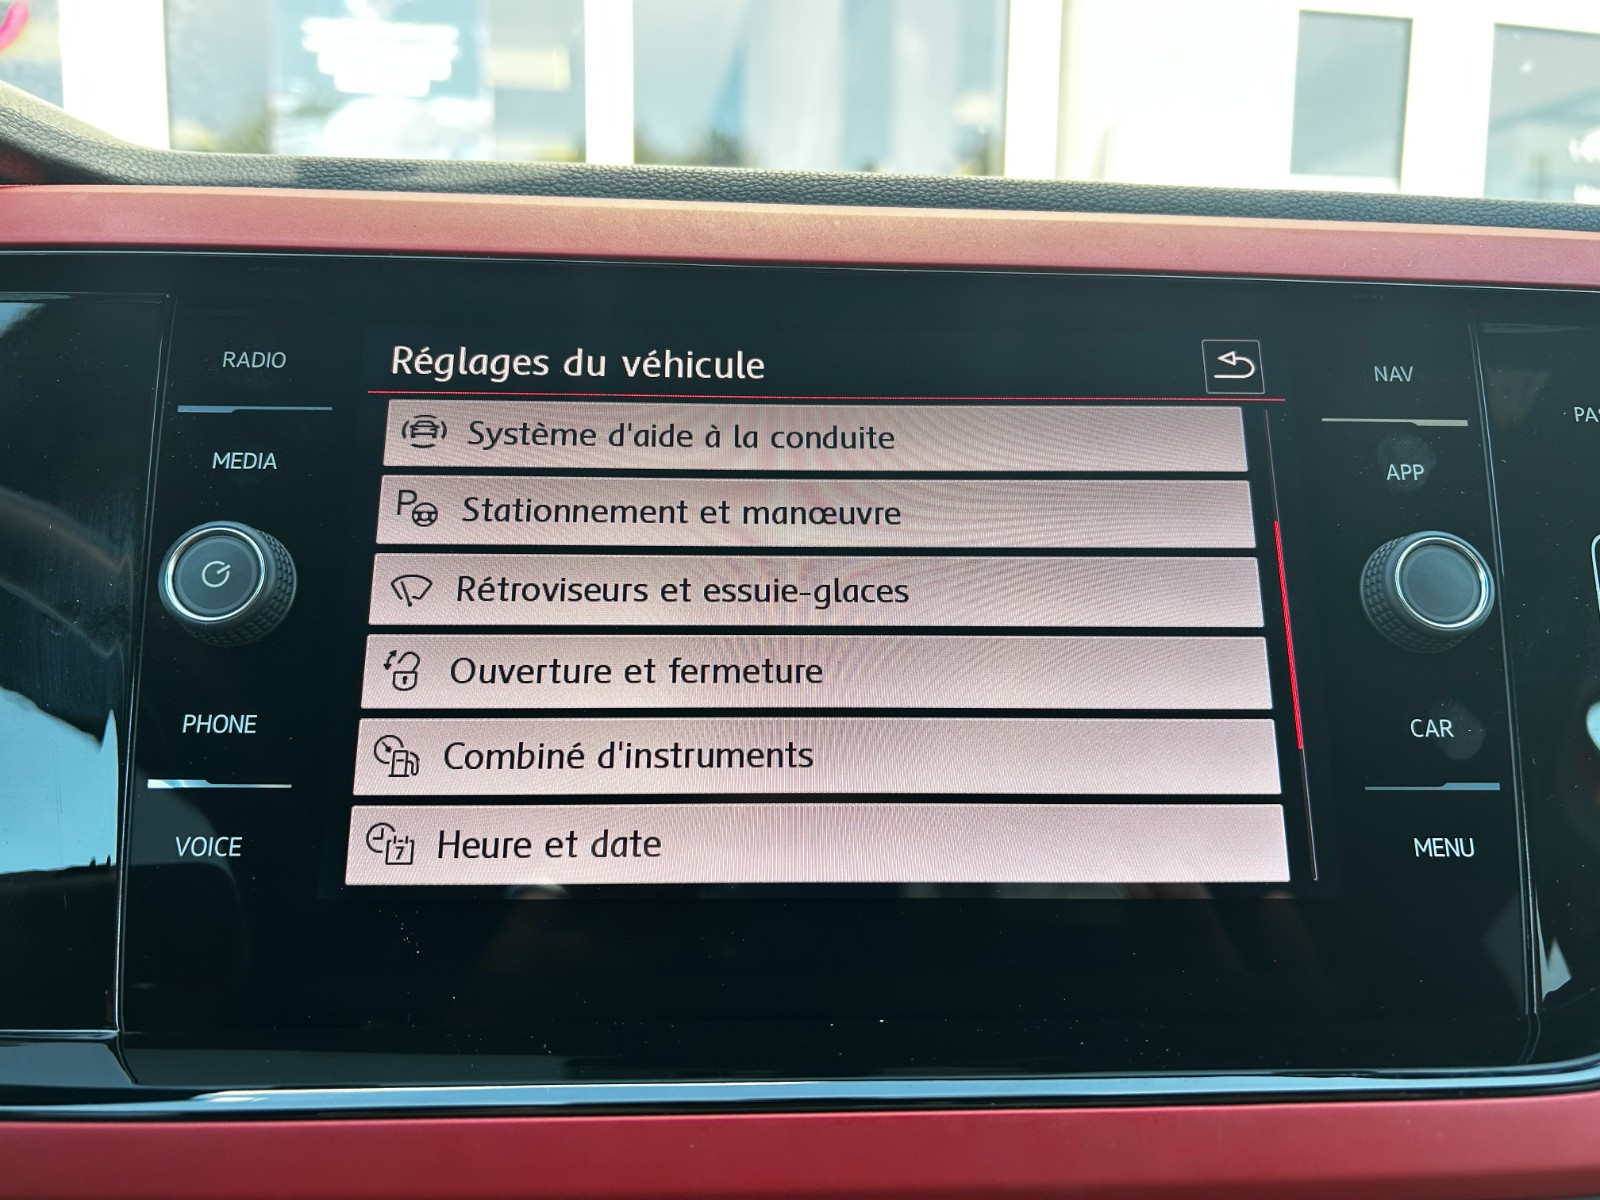 RADIO
MEDIA
PHONE
VOICE
Réglages du véhicule
Système d'aide à la conduite
Stationnement et manœuvre
Rétroviseurs et essuie-glaces
Ouverture et fermeture
Combiné d'instruments
7
Heure et date
NAV
APP
CAR
MENU